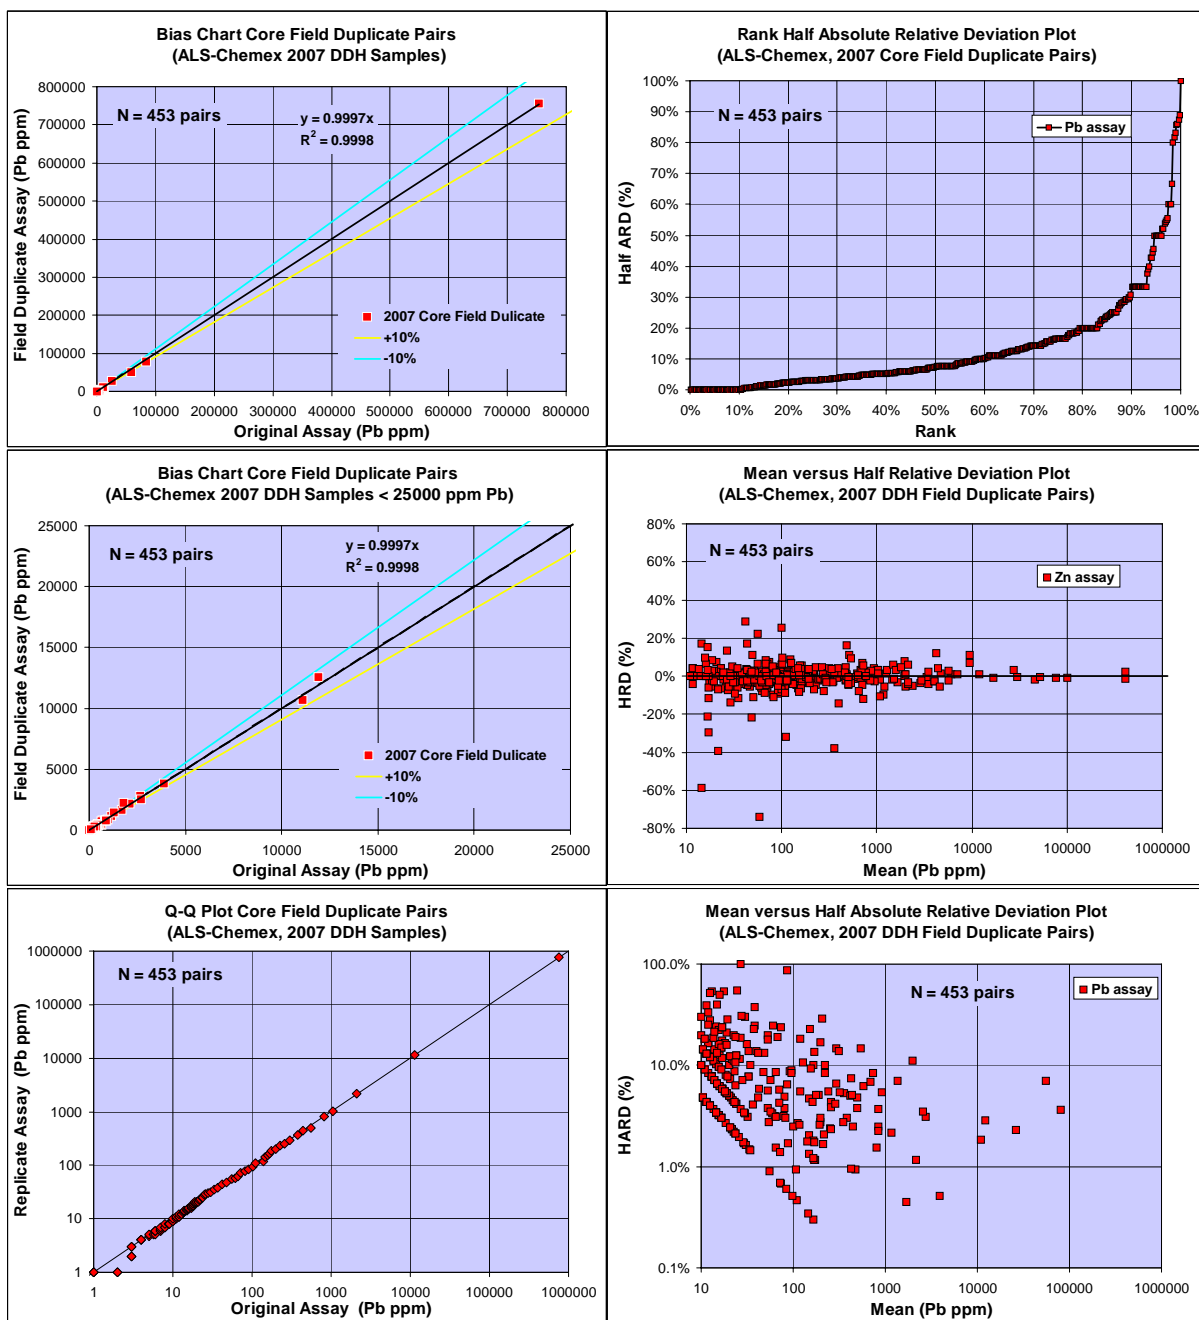 Bias Chart Core Field Duplicate Pairs
(ALS-Chemex 2007 DDH Samples)
800000
700000
600000
500000
400000
300000
200000
100000
0
Field Duplicate Assay (Pb ppm)
N = 453 pairs
y = 0.9997x
R² = 0.9998
2007 Core Field Dulicate
+10%
-10%
0 100000 200000 300000 400000 500000 600000 700000 800000
Original Assay (Pb ppm)
Rank Half Absolute Relative Deviation Plot
(ALS-Chemex, 2007 Core Field Duplicate Pairs)
100%
90%
80%
70%
60%
50%
40%
30%
20%
10%
0%
Half ARD (%)
N = 453 pairs
Pb assay
0% 10% 20% 30% 40% 50% 60% 70% 80% 90% 100%
Rank
Bias Chart Core Field Duplicate Pairs
(ALS-Chemex 2007 DDH Samples < 25000 ppm Pb)
25000
20000
15000
10000
5000
0
Field Duplicate Assay (Pb ppm)
N = 453 pairs
y = 0.9997x
R² = 0.9998
2007 Core Field Dulicate
+10%
-10%
0 5000 10000 15000 20000 25000
Original Assay (Pb ppm)
Mean versus Half Relative Deviation Plot
(ALS-Chemex, 2007 DDH Field Duplicate Pairs)
80%
60%
40%
20%
0%
-20%
-40%
-60%
-80%
HRD (%)
N = 453 pairs
Zn assay
10 100 1000 10000 100000 1000000
Mean (Pb ppm)
Q-Q Plot Core Field Duplicate Pairs
(ALS-Chemex, 2007 DDH Samples)
1000000
100000
10000
1000
100
10
1
Replicate Assay (Pb ppm)
N = 453 pairs
1 10 100 1000 10000 100000 1000000
Original Assay (Pb ppm)
Mean versus Half Absolute Relative Deviation Plot
(ALS-Chemex, 2007 DDH Field Duplicate Pairs)
100.0%
10.0%
1.0%
0.1%
HARD (%)
N = 453 pairs
Pb assay
10 100 1000 10000 100000 1000000
Mean (Pb ppm)